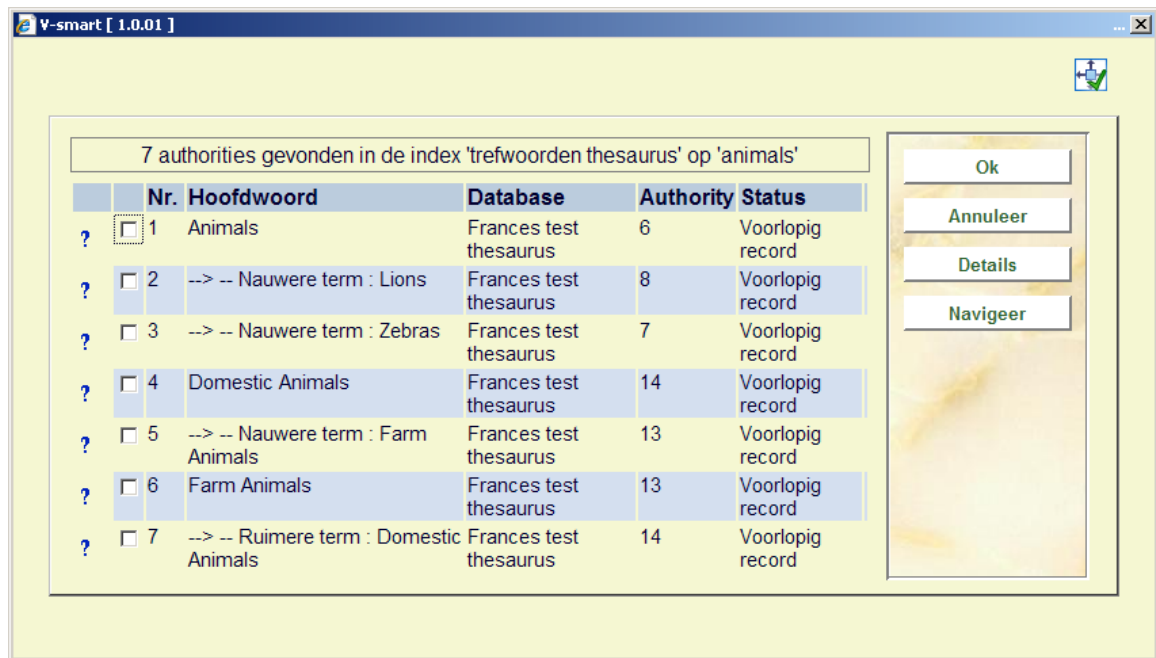 V-smart [ 1.0.01 ]
...
7 authorities gevonden in de index 'trefwoorden thesaurus' op 'animals'
Nr. Hoofdwoord Database Authority Status
? 1 Animals Frances test thesaurus 6 Voorlopig record
? 2 --> -- Nauwere term : Lions Frances test thesaurus 8 Voorlopig record
? 3 --> -- Nauwere term : Zebras Frances test thesaurus 7 Voorlopig record
? 4 Domestic Animals Frances test thesaurus 14 Voorlopig record
? 5 --> -- Nauwere term : Farm Animals Frances test thesaurus 13 Voorlopig record
? 6 Farm Animals Frances test thesaurus 13 Voorlopig record
? 7 --> -- Ruimere term : Domestic Animals Frances test thesaurus 14 Voorlopig record
Ok
Annuleer
Details
Navigeer